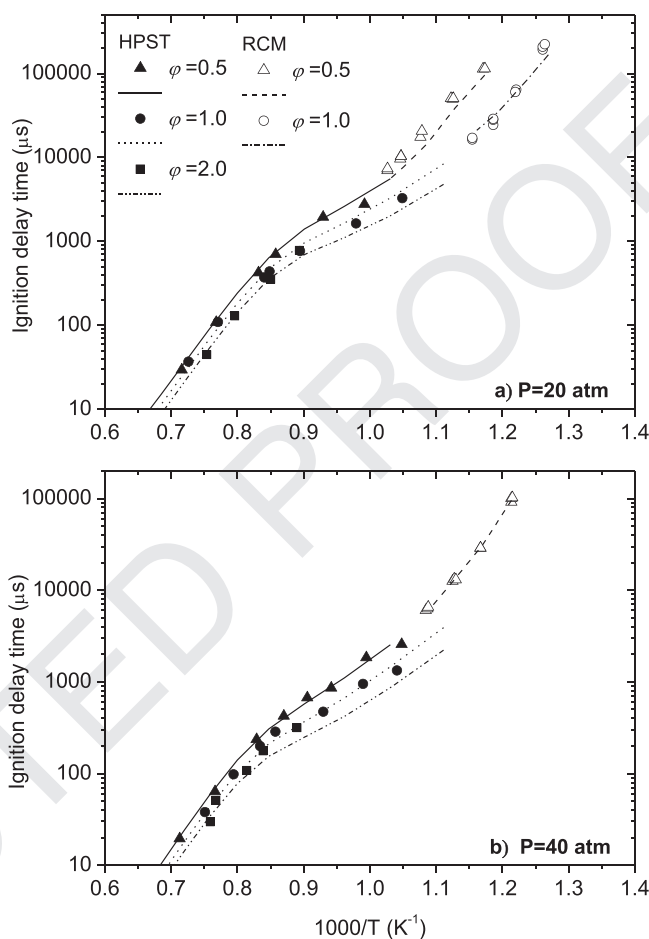 HPST RCM
φ=0.5 φ=0.5
φ=1.0 φ=1.0
φ=2.0
100000
10000
1000
100
10
Ignition delay time (μs)
a) P=20 atm
0.6 0.7 0.8 0.9 1.0 1.1 1.2 1.3 1.4
100000
10000
1000
100
10
Ignition delay time (μs)
b) P=40 atm
0.6 0.7 0.8 0.9 1.0 1.1 1.2 1.3 1.4
1000/T (K⁻¹)
TED PROOF